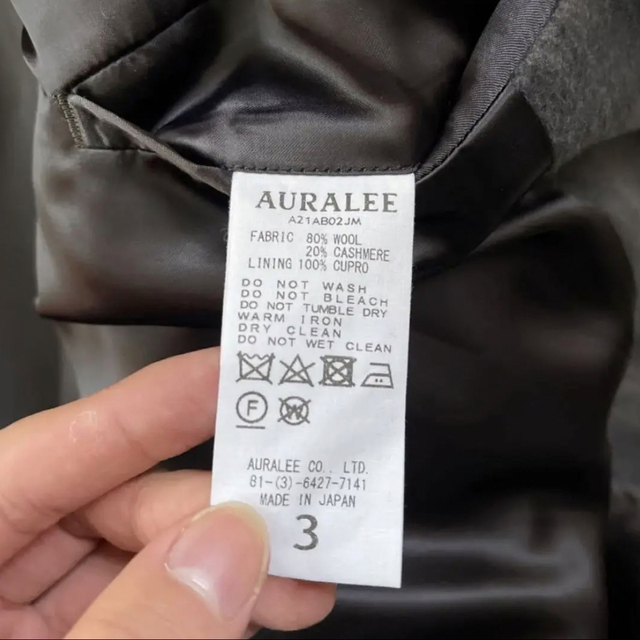 AURALEE
A21AB02JM
FABRIC 80% WOOL
20% CASHMERE
LINING 100% CUPRO
DO NOT WASH
DO NOT BLEACH
DO NOT TUMBLE DRY
WARM IRON
DRY CLEAN
DO NOT WET CLEAN
F W
AURALEE CO., LTD.
81-(3)-6427-7141
MADE IN JAPAN
3